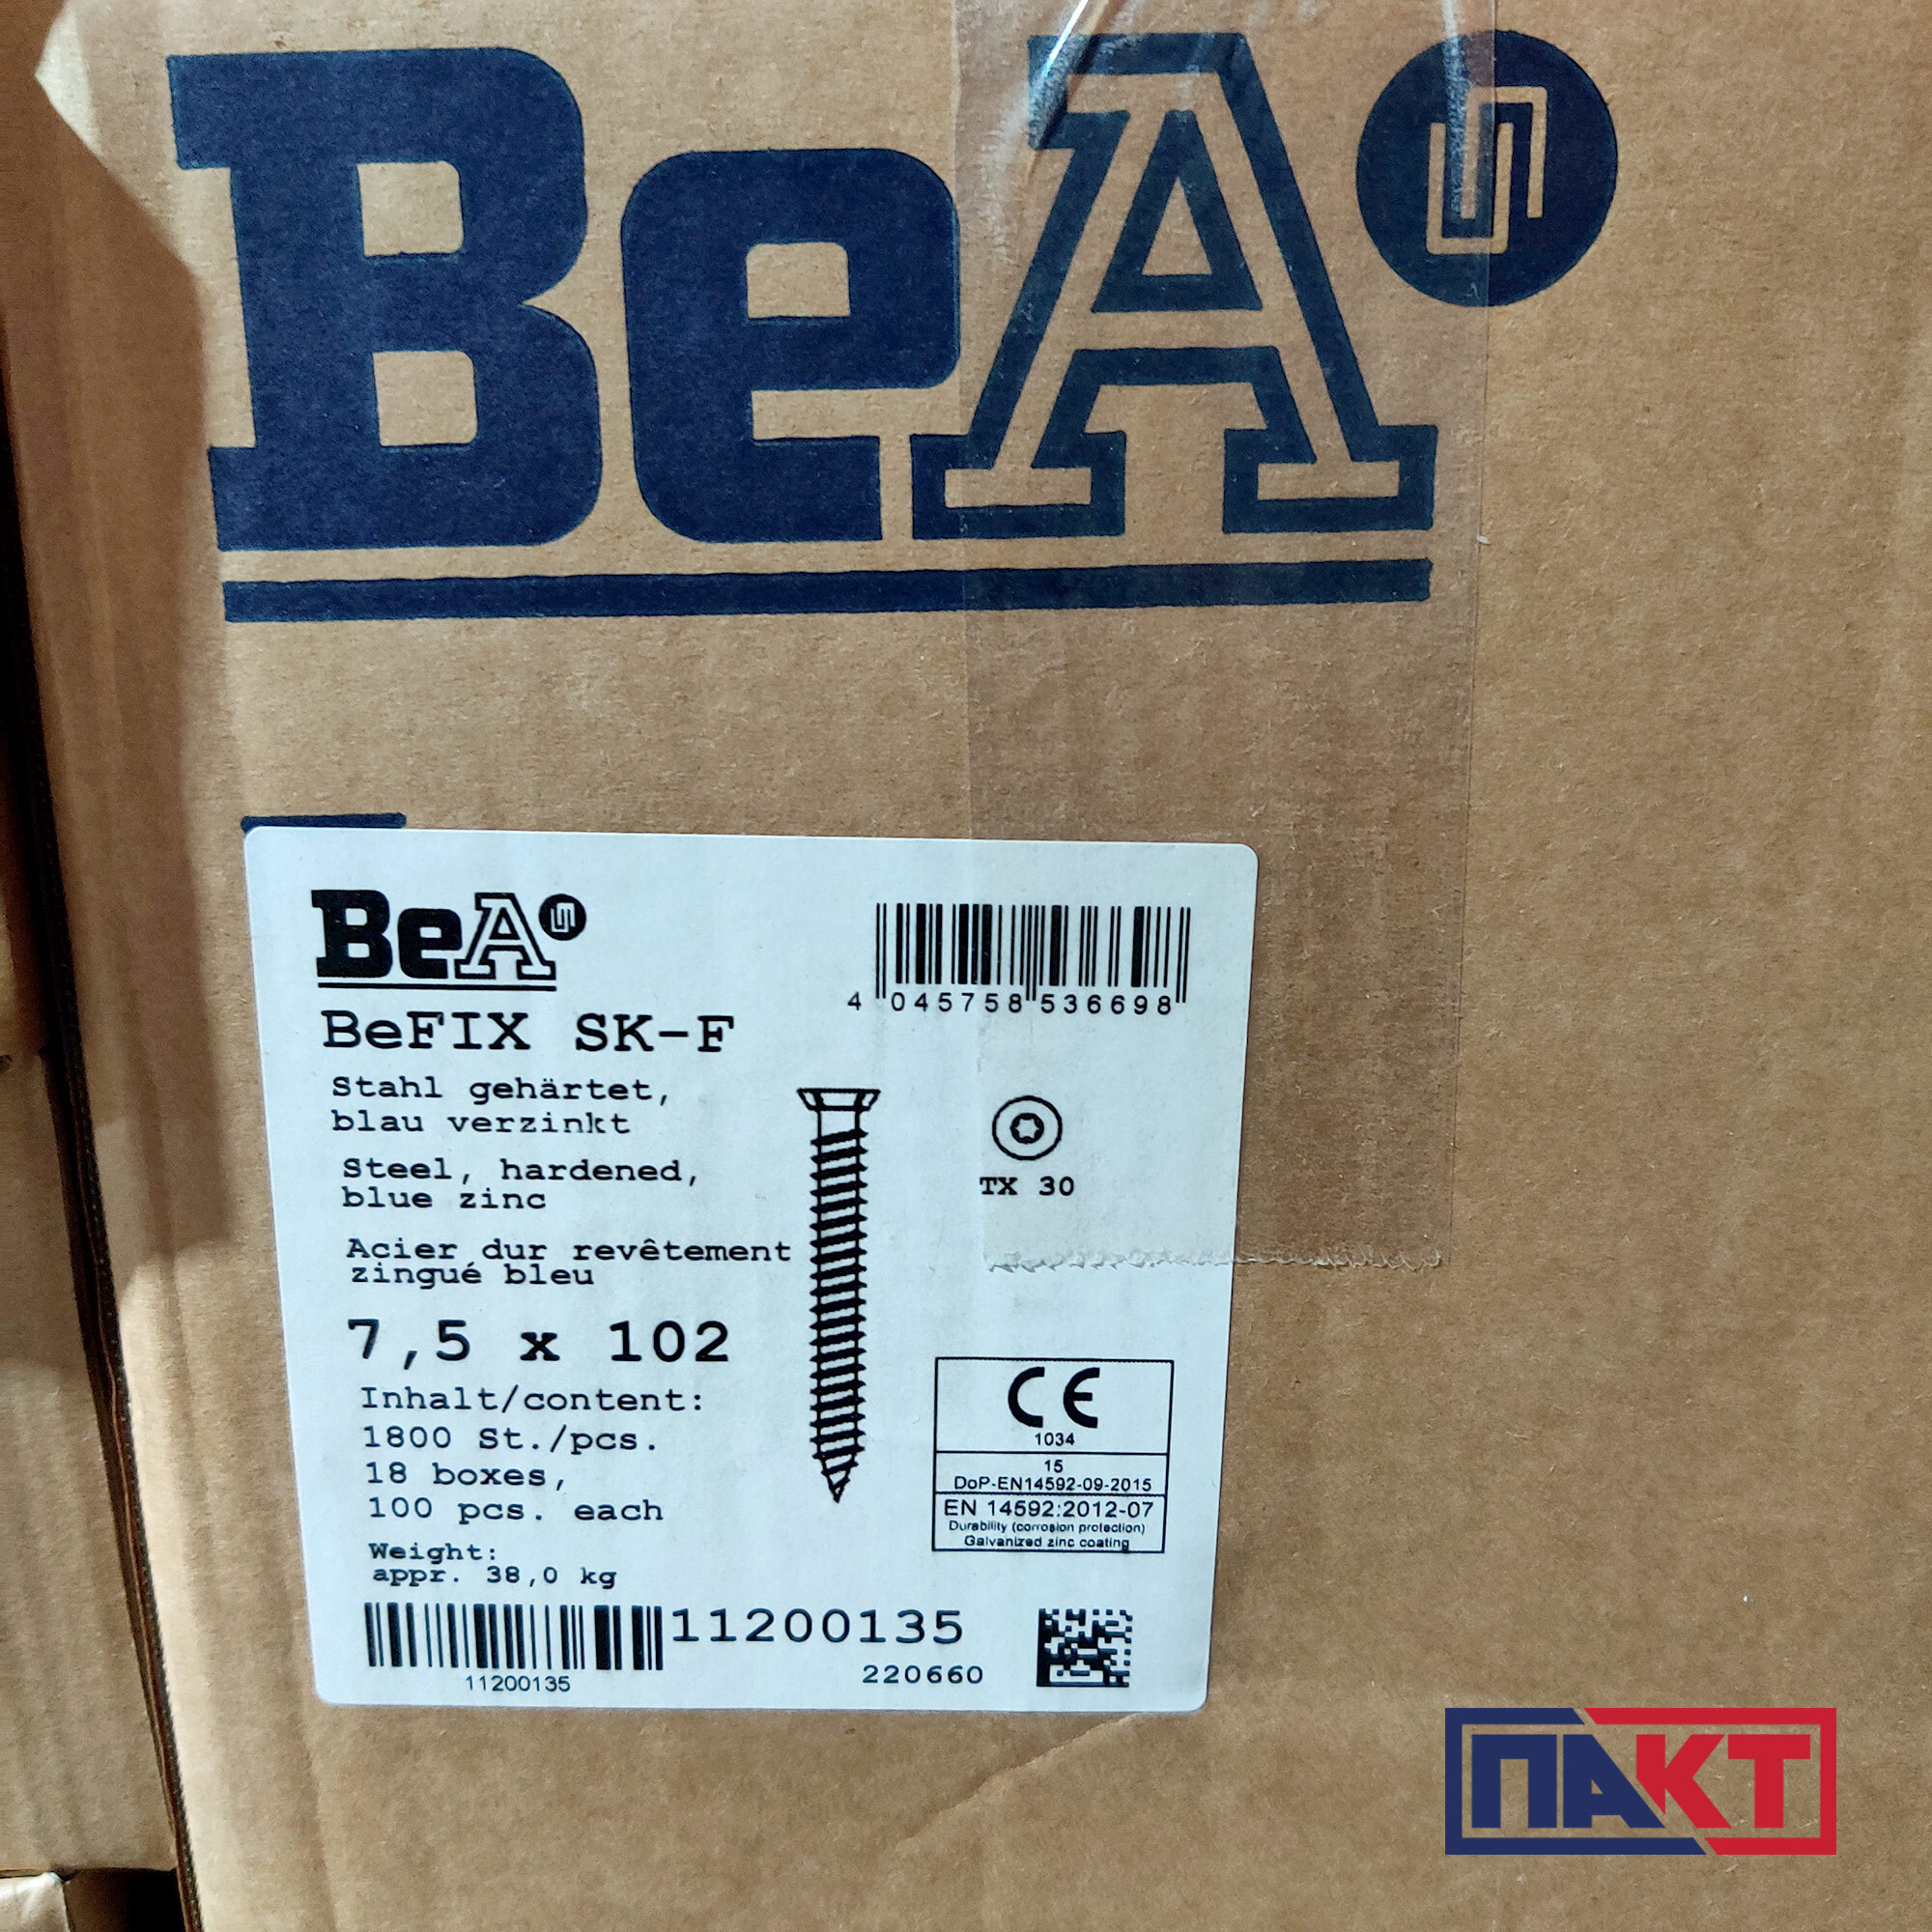 BeA
BeA
BeFIX SK-F
4 045758 536698
Stahl gehärtet,
blau verzinkt
Steel, hardened,
blue zinc
TX 30
Acier dur revêtement
zingué bleu
7,5 x 102
Inhalt/content:
1800 St./pcs.
18 boxes,
100 pcs. each
Weight:
appr. 38,0 kg
CE
1034
15
DoP-EN14592-09-2015
EN 14592:2012-07
Durability (corrosion protection)
Galvanized zinc coating
11200135
11200135
220660
ПАКТ